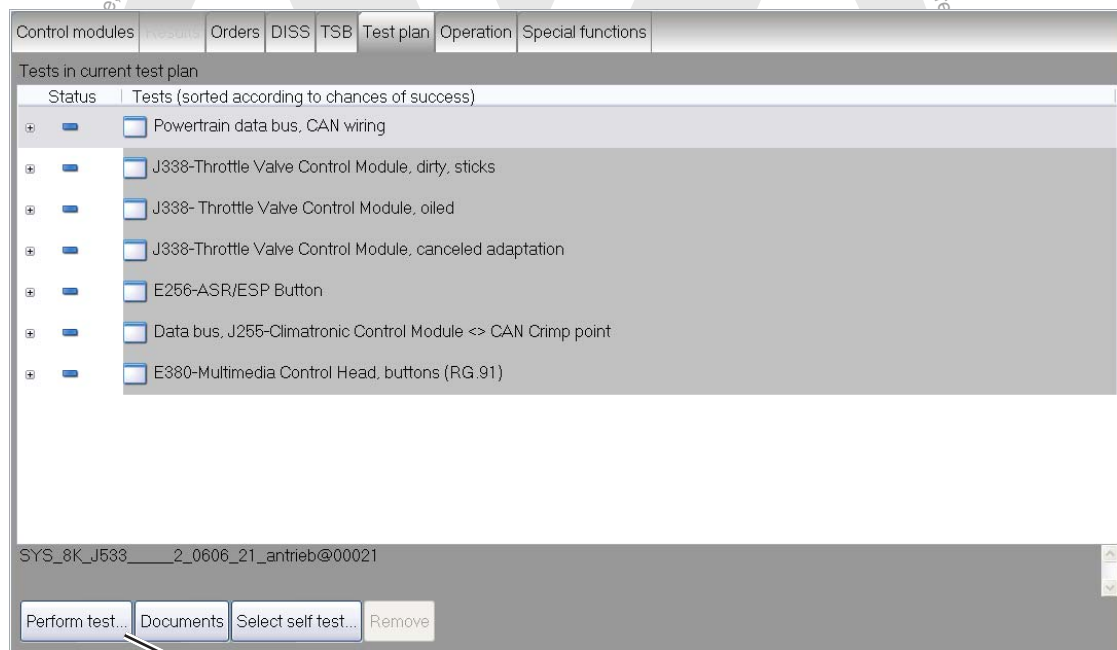 Control modules Results Orders DISS TSB Test plan Operation Special functions
Tests in current test plan
Status Tests (sorted according to chances of success)
Powertrain data bus, CAN wiring
J338-Throttle Valve Control Module, dirty, sticks
J338- Throttle Valve Control Module, oiled
J338-Throttle Valve Control Module, canceled adaptation
E256-ASR/ESP Button
Data bus, J255-Climatronic Control Module <> CAN Crimp point
E380-Multimedia Control Head, buttons (RG.91)
SYS_8K_J533_____2_0606_21_antrieb@00021
Perform test... Documents Select self test... Remove